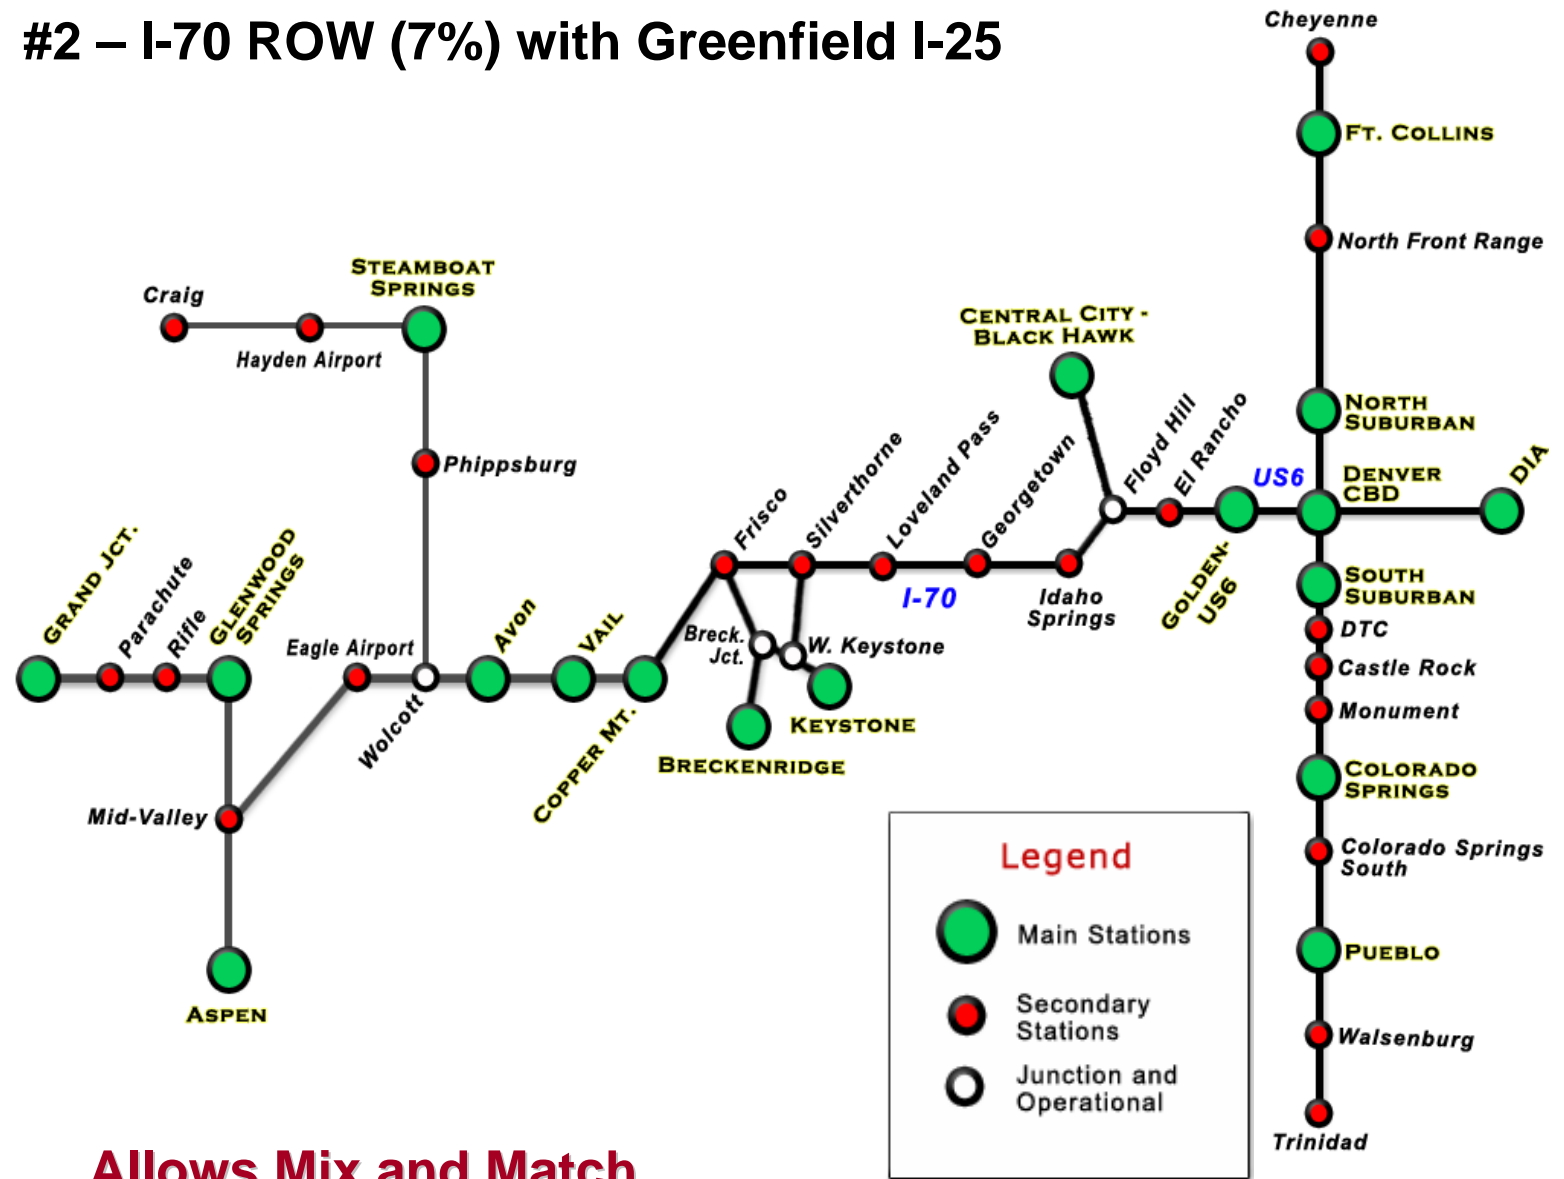 #2 – I-70 ROW (7%) with Greenfield I-25
Cheyenne
FT. COLLINS
North Front Range
STEAMBOAT
SPRINGS
Craig
Hayden Airport
CENTRAL CITY -
BLACK HAWK
Phippsburg
NORTH
SUBURBAN
DENVER
CBD
DIA
US6
Frisco
Silverthorne
Loveland Pass
Georgetown
Floyd Hill
El Rancho
GRAND JCT.
Parachute
Rifle
GLENWOOD
SPRINGS
Eagle Airport
Avon
VAIL
I-70
Idaho
Springs
GOLDEN-
US6
SOUTH
SUBURBAN
DTC
Castle Rock
Monument
Breck.
Jct.
W. Keystone
Wolcott
COPPER MT.
KEYSTONE
BRECKENRIDGE
COLORADO
SPRINGS
Mid-Valley
Colorado Springs
South
PUEBLO
ASPEN
Walsenburg
Trinidad
Legend
Main Stations
Secondary
Stations
Junction and
Operational
Allows Mix and Match